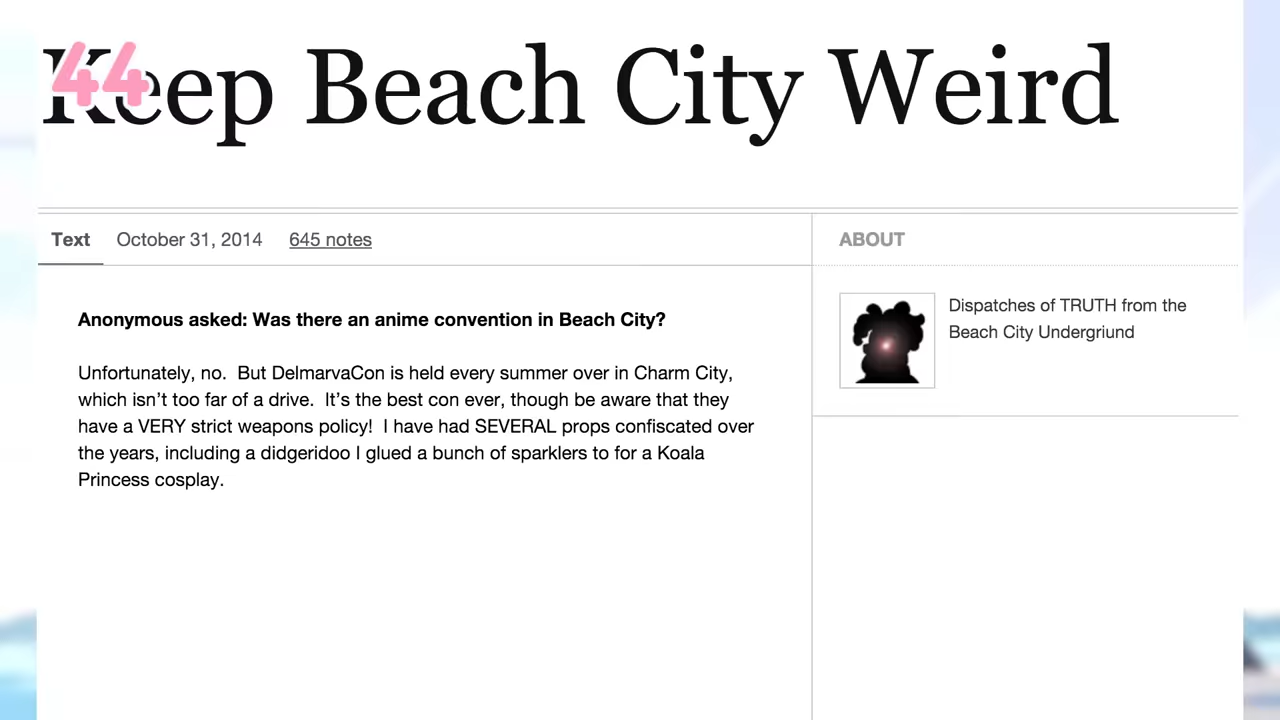 44
Keep Beach City Weird
Text October 31, 2014 645 notes
ABOUT
Anonymous asked: Was there an anime convention in Beach City?
Unfortunately, no.  But DelmarvaCon is held every summer over in Charm City,
which isn’t too far of a drive.  It’s the best con ever, though be aware that they
have a VERY strict weapons policy!  I have had SEVERAL props confiscated over
the years, including a didgeridoo I glued a bunch of sparklers to for a Koala
Princess cosplay.
Dispatches of TRUTH from the
Beach City Undergriund